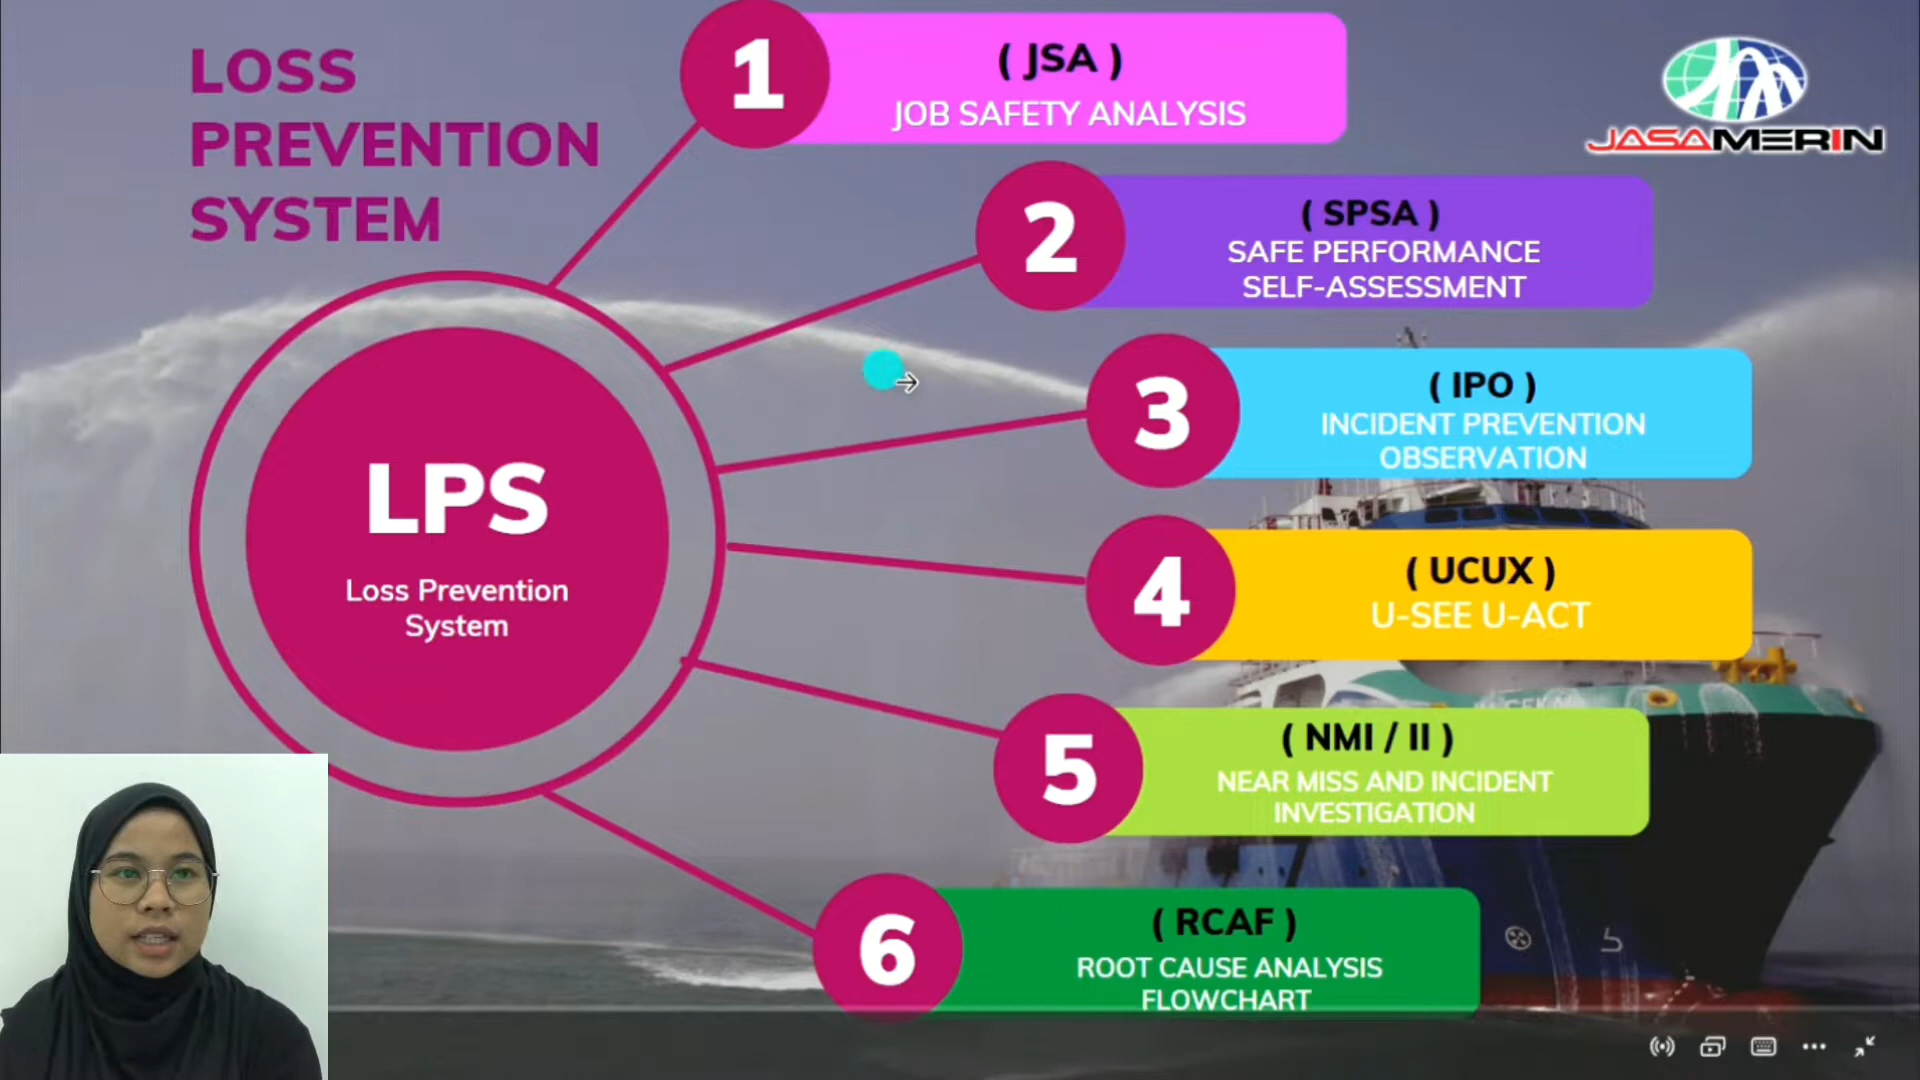 LOSS
PREVENTION
SYSTEM
1
( JSA )
JOB SAFETY ANALYSIS
JASAMERIN
2
( SPSA )
SAFE PERFORMANCE
SELF-ASSESSMENT
3
( IPO )
INCIDENT PREVENTION
OBSERVATION
LPS
Loss Prevention
System
4
( UCUX )
U-SEE U-ACT
5
( NMI / II )
NEAR MISS AND INCIDENT
INVESTIGATION
6
( RCAF )
ROOT CAUSE ANALYSIS
FLOWCHART